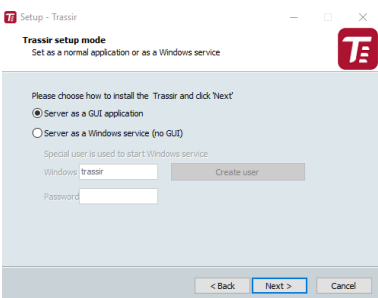 Setup - Trassir
Trassir setup mode
Set as a normal application or as a Windows service
Please choose how to install the Trassir and click 'Next'
Server as a GUI application
Server as a Windows service (no GUI)
Special user is used to start Windows service
Windows trassir Create user
Password
< Back Next > Cancel